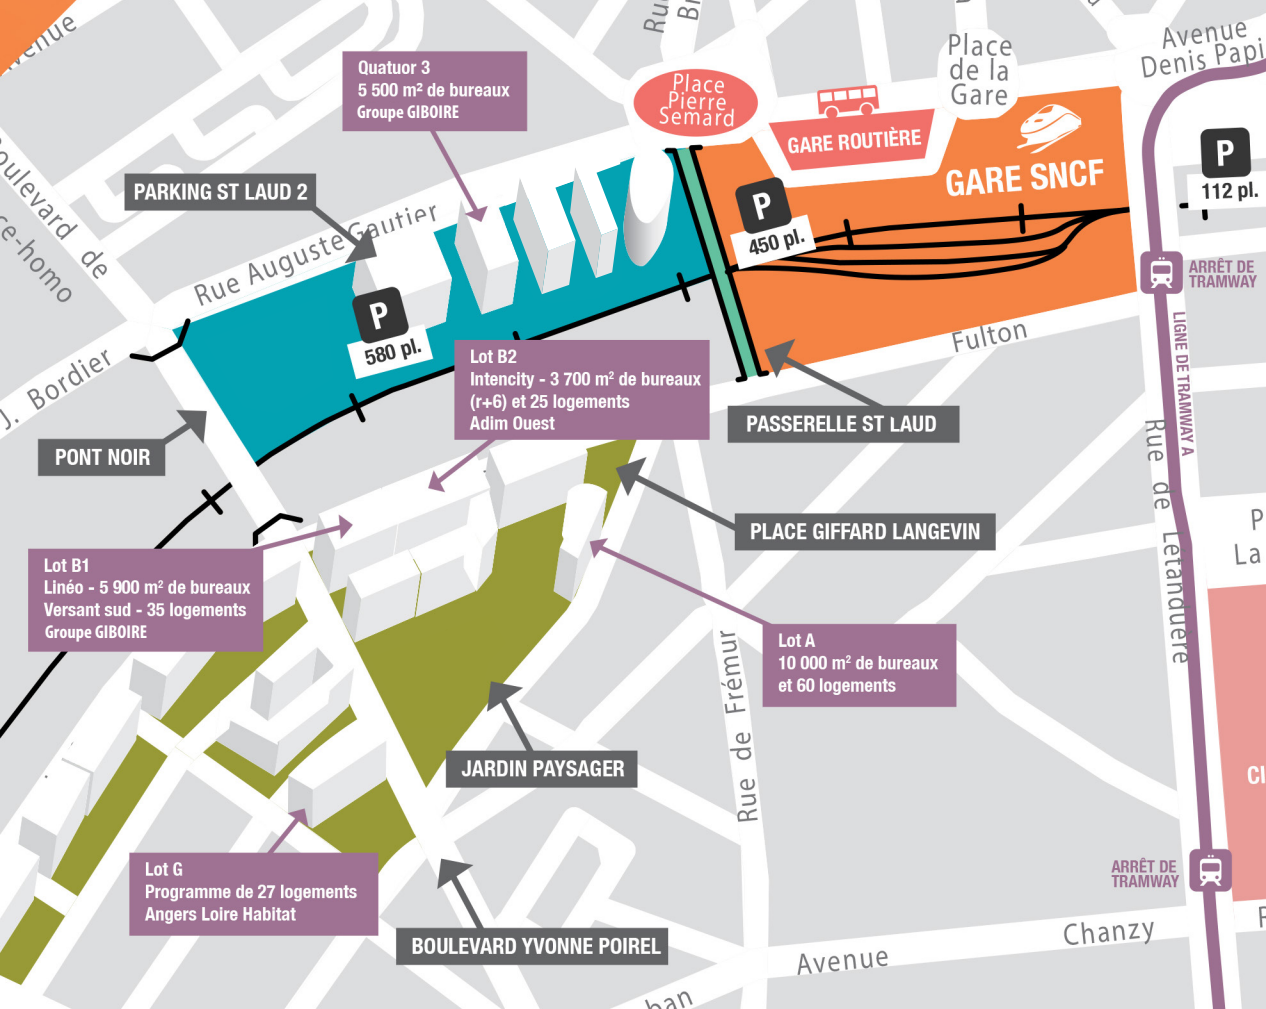 Avenue
Boulevard de
ce-homo
Quatuor 3
5 500 m² de bureaux
Groupe GIBOIRE
Place
Pierre
Semard
GARE ROUTIÈRE
Place
de la
Gare
Avenue
Denis Papi
GARE SNCF
P
112 pl.
P
450 pl.
PARKING ST LAUD 2
Rue Auguste Gautier
P
580 pl.
ARRÊT DE
TRAMWAY
LIGNE DE TRAMWAY A
Fulton
J. Bordier
PONT NOIR
Lot B2
Intencity - 3 700 m² de bureaux
(r+6) et 25 logements
Adim Ouest
PASSERELLE ST LAUD
Rue de Létanduère
PLACE GIFFARD LANGEVIN
La
Lot B1
Linéo - 5 900 m² de bureaux
Versant sud - 35 logements
Groupe GIBOIRE
Lot A
10 000 m² de bureaux
et 60 logements
Rue de Frémur
JARDIN PAYSAGER
Lot G
Programme de 27 logements
Angers Loire Habitat
ARRÊT DE
TRAMWAY
BOULEVARD YVONNE POIREL
Avenue Chanzy
ban